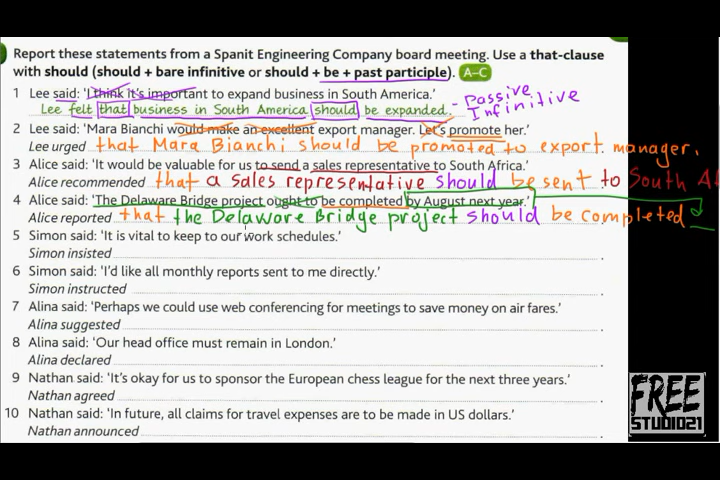 Report these statements from a Spanit Engineering Company board meeting. Use a that-clause
with should (should + bare infinitive or should + be + past participle). A–C
1 Lee said: 'I think it's important to expand business in South America.'
Lee felt that business in South America should be expanded. - Passive Infinitive
2 Lee said: 'Mara Bianchi would make an excellent export manager. Let's promote her.'
Lee urged that Mara Bianchi should be promoted to export manager.
3 Alice said: 'It would be valuable for us to send a sales representative to South Africa.'
Alice recommended that a sales representative should be sent to South Af
4 Alice said: 'The Delaware Bridge project ought to be completed by August next year.'
Alice reported that the Delaware Bridge project should be completed
5 Simon said: 'It is vital to keep to our work schedules.'
Simon insisted
6 Simon said: 'I'd like all monthly reports sent to me directly.'
Simon instructed
7 Alina said: 'Perhaps we could use web conferencing for meetings to save money on air fares.'
Alina suggested
8 Alina said: 'Our head office must remain in London.'
Alina declared
9 Nathan said: 'It's okay for us to sponsor the European chess league for the next three years.'
Nathan agreed
10 Nathan said: 'In future, all claims for travel expenses are to be made in US dollars.'
Nathan announced
FREE
STUDIO21